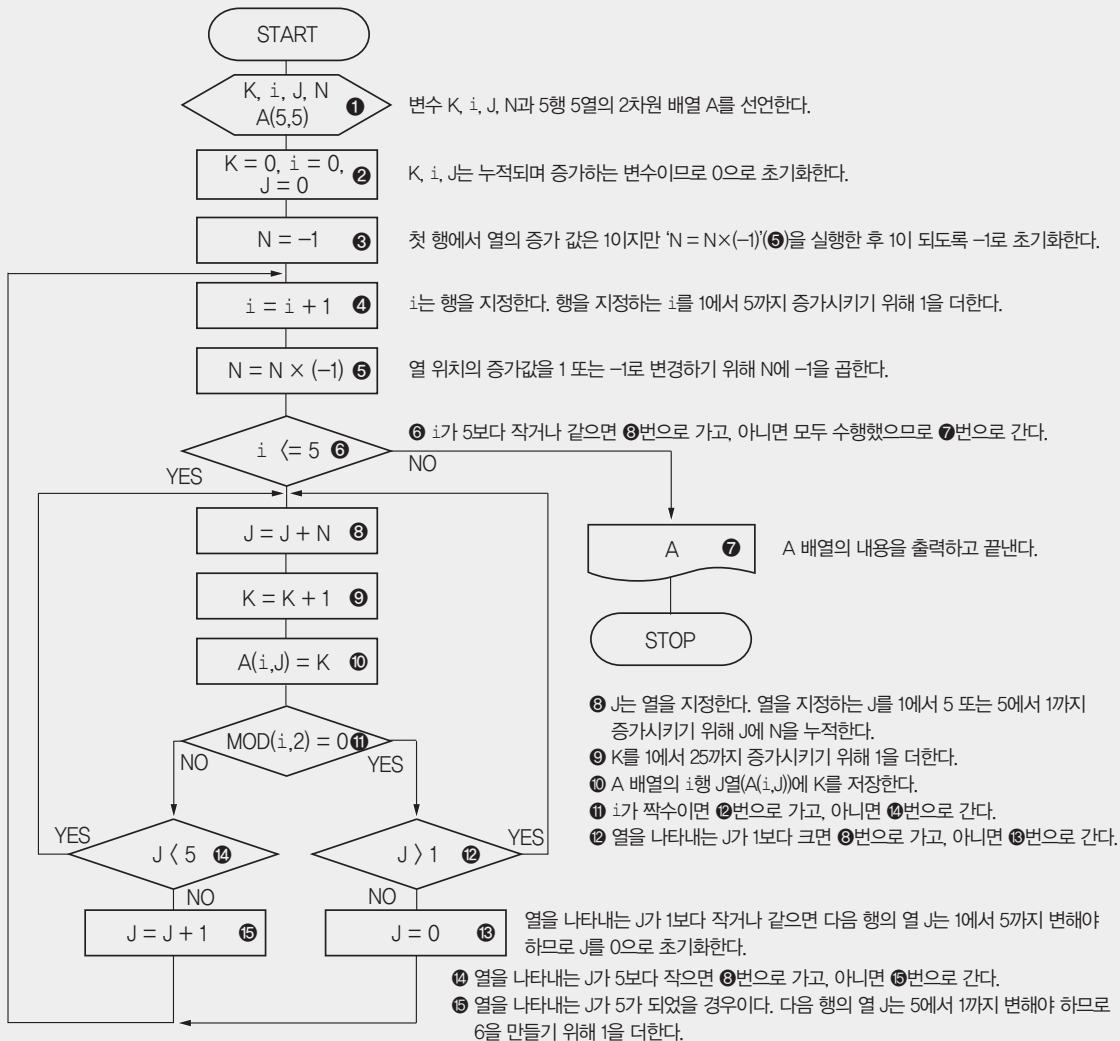 START
K, i, J, N
A(5,5) ❶
변수 K, i, J, N과 5행 5열의 2차원 배열 A를 선언한다.
K = 0, i = 0,
J = 0 ❷
K, i, J는 누적되며 증가하는 변수이므로 0으로 초기화한다.
N = –1 ❸
첫 행에서 열의 증가 값은 1이지만 ‘N = N×(–1)’(❺)을 실행한 후 1이 되도록 –1로 초기화한다.
i = i + 1 ❹
i는 행을 지정한다. 행을 지정하는 i를 1에서 5까지 증가시키기 위해 1을 더한다.
N = N × (–1) ❺
열 위치의 증가값을 1 또는 –1로 변경하기 위해 N에 –1을 곱한다.
❻ i가 5보다 작거나 같으면 ❽번으로 가고, 아니면 모두 수행했으므로 ❼번으로 간다.
i 〈= 5 ❻
YES
NO
J = J + N ❽
A ❼
A 배열의 내용을 출력하고 끝낸다.
K = K + 1 ❾
STOP
A(i,J) = K ❿
❽ J는 열을 지정한다. 열을 지정하는 J를 1에서 5 또는 5에서 1까지
증가시키기 위해 J에 N을 누적한다.
MOD(i,2) = 0 ⓫
NO
YES
❾ K를 1에서 25까지 증가시키기 위해 1을 더한다.
❿ A 배열의 i행 J열(A(i,J))에 K를 저장한다.
⓫ i가 짝수이면 ⓬번으로 가고, 아니면 ⓮번으로 간다.
⓬ 열을 나타내는 J가 1보다 크면 ❽번으로 가고, 아니면 ⓭번으로 간다.
YES
J 〈 5 ⓮
J 〉 1 ⓬
YES
NO
NO
J = J + 1 ⓯
J = 0 ⓭
열을 나타내는 J가 1보다 작거나 같으면 다음 행의 열 J는 1에서 5까지 변해야
하므로 J를 0으로 초기화한다.
⓮ 열을 나타내는 J가 5보다 작으면 ❽번으로 가고, 아니면 ⓯번으로 간다.
⓯ 열을 나타내는 J가 5가 되었을 경우이다. 다음 행의 열 J는 5에서 1까지 변해야 하므로
6을 만들기 위해 1을 더한다.